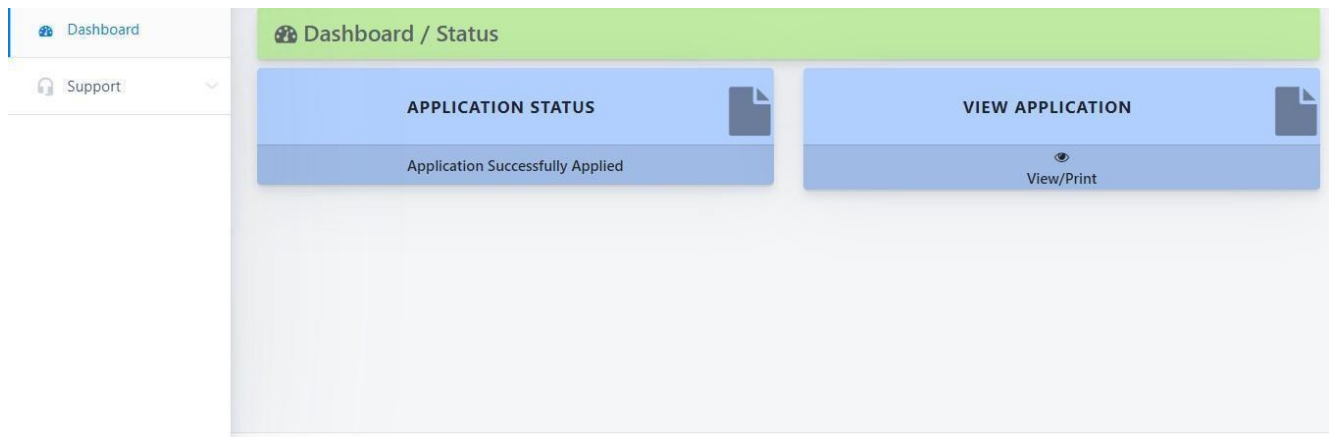 Dashboard
Support
Dashboard / Status
APPLICATION STATUS
Application Successfully Applied
VIEW APPLICATION
View/Print